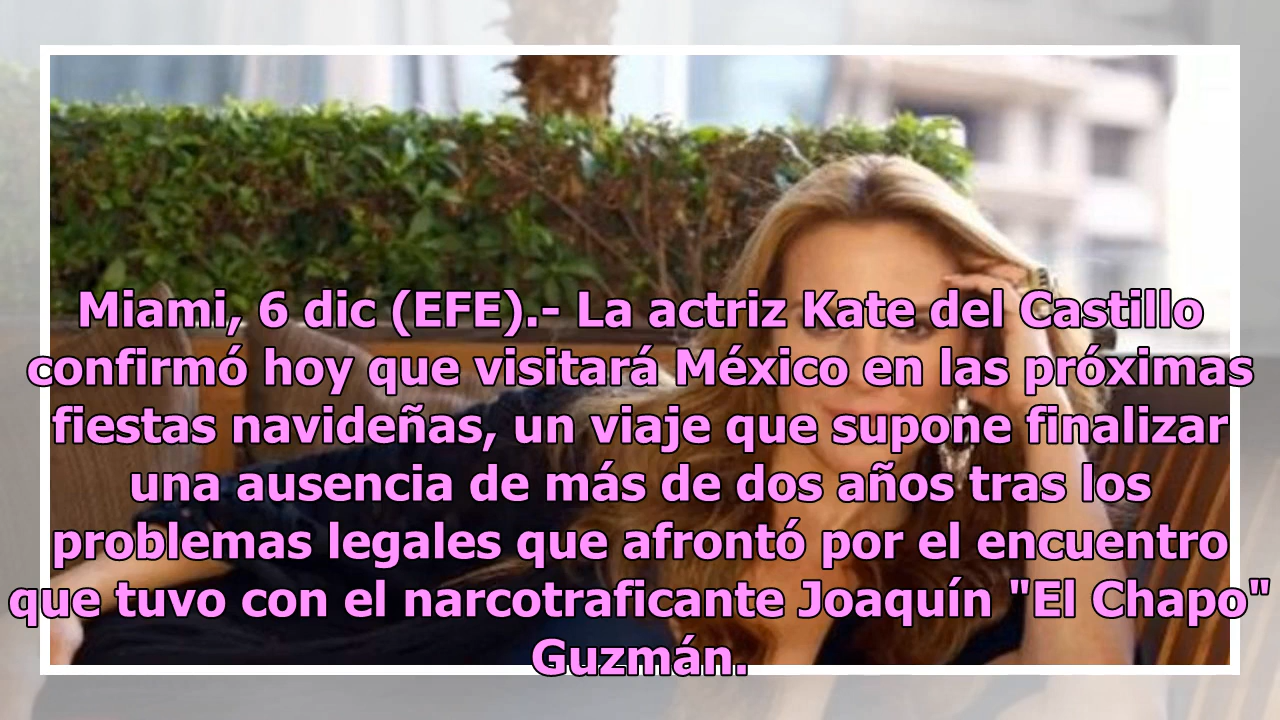 Miami, 6 dic (EFE).- La actriz Kate del Castillo
confirmó hoy que visitará México en las próximas
fiestas navideñas, un viaje que supone finalizar
una ausencia de más de dos años tras los
problemas legales que afrontó por el encuentro
que tuvo con el narcotraficante Joaquín "El Chapo"
Guzmán.